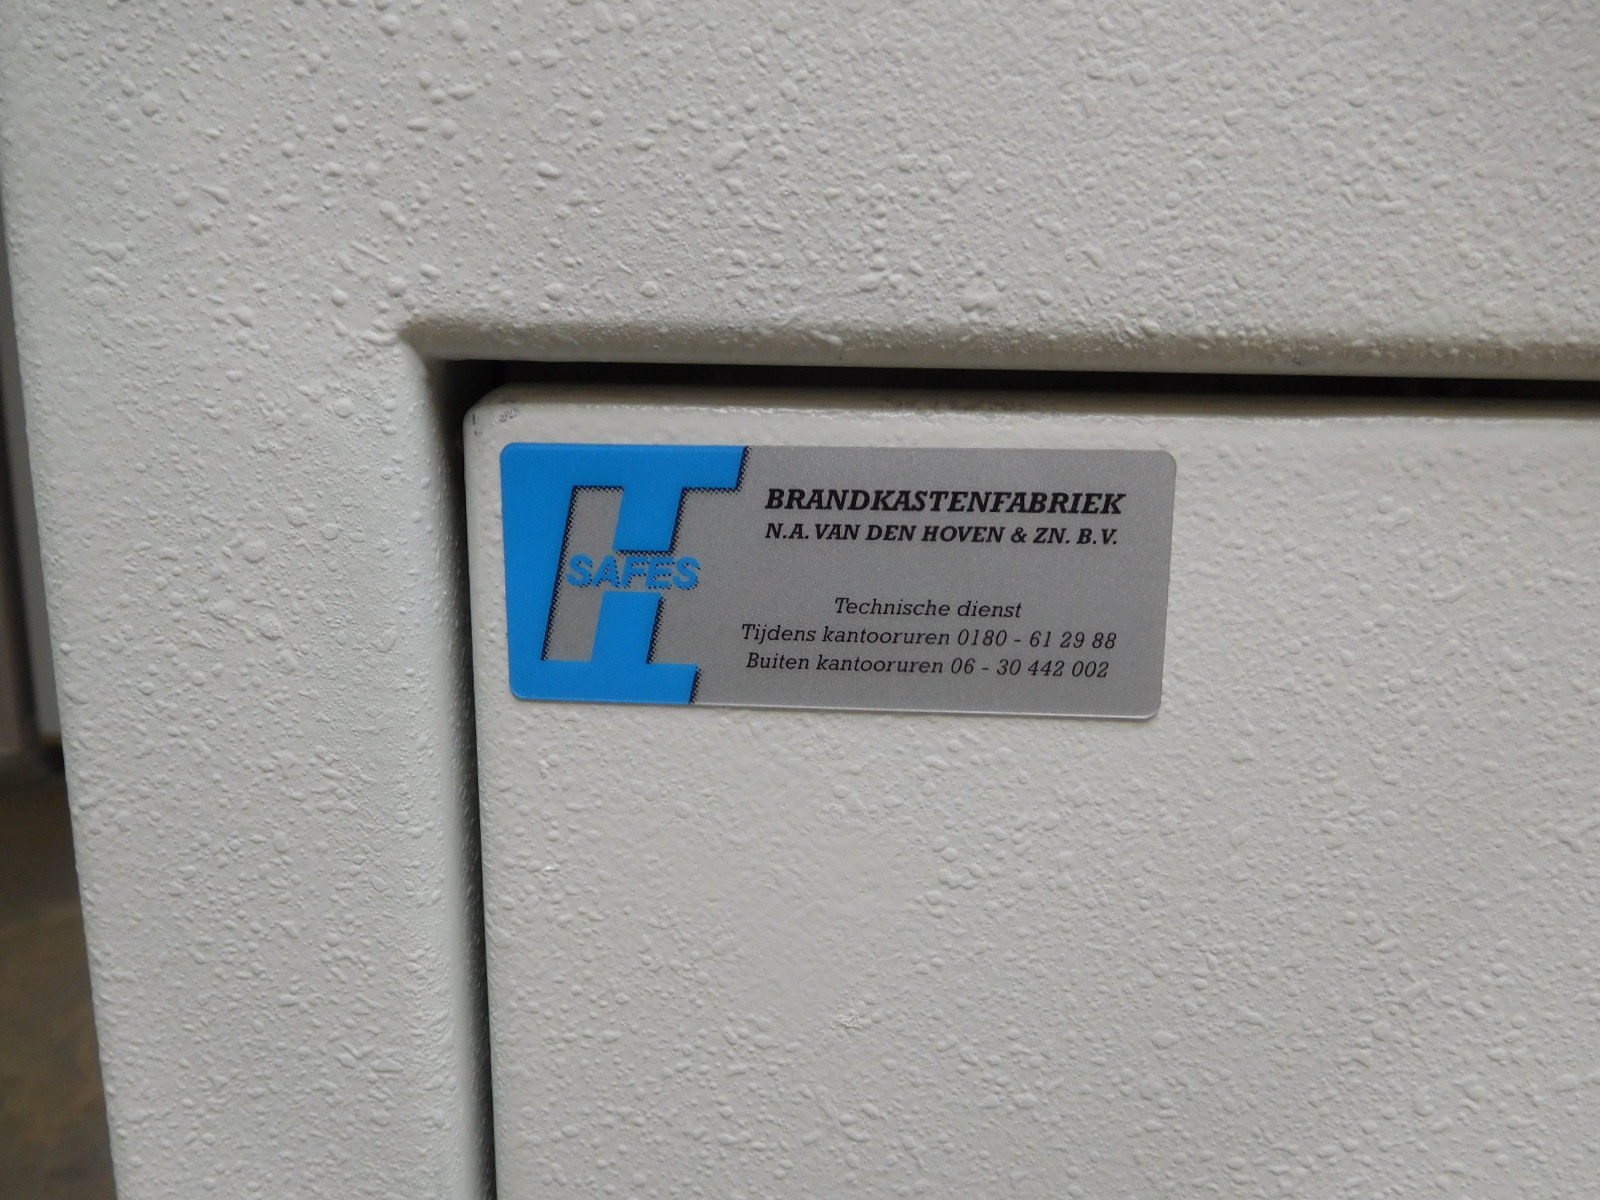 SAFES
BRANDKASTENFABRIEK
N.A. VAN DEN HOVEN & ZN. B.V.
Technische dienst
Tijdens kantooruren 0180 - 61 29 88
Buiten kantooruren 06 - 30 442 002